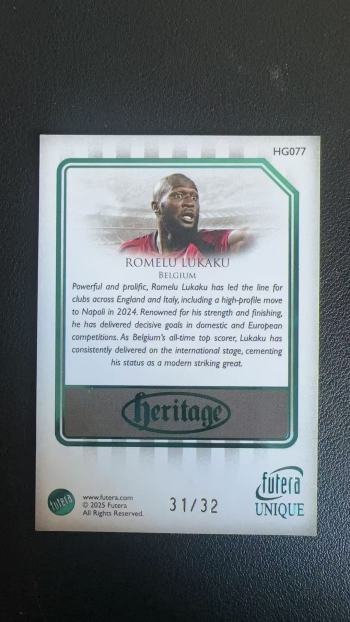 HG077
ROMELU LUKAKU
BELGIUM
Powerful and prolific, Romelu Lukaku has led the line for
clubs across England and Italy, including a high-profile move
to Napoli in 2024. Renowned for his strength and finishing,
he has delivered decisive goals in domestic and European
competitions. As Belgium's all-time top scorer, Lukaku has
consistently delivered on the international stage, cementing
his status as a modern striking great.
heritage
futera
UNIQUE
futera
www.futera.com
© 2025 Futera
All Rights Reserved.
31/32